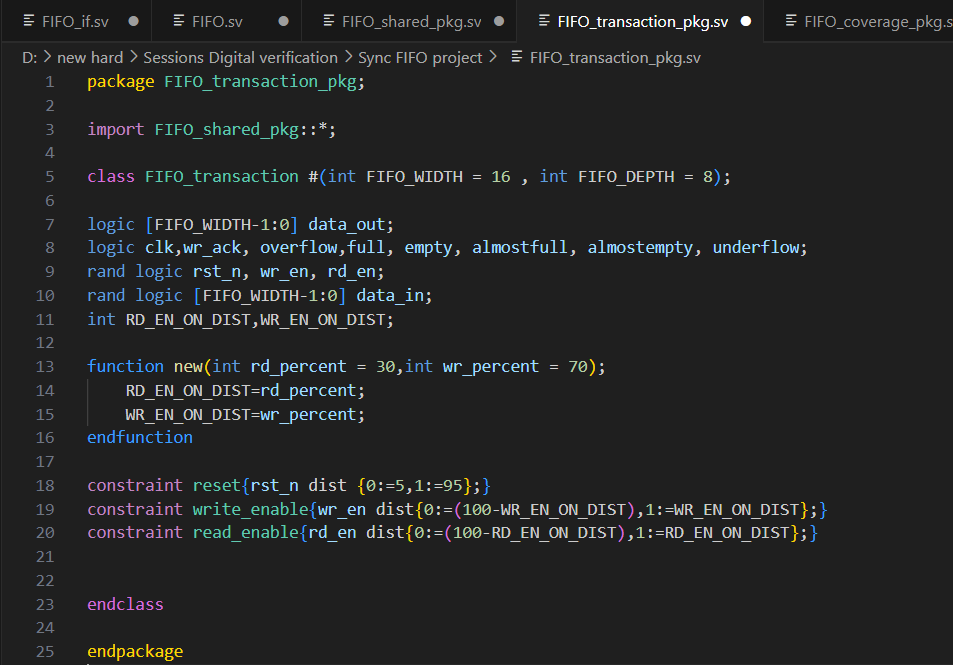 FIFO_if.sv FIFO.sv FIFO_shared_pkg.sv FIFO_transaction_pkg.sv FIFO_coverage_pkg.s
D: > new hard > Sessions Digital verification > Sync FIFO project > FIFO_transaction_pkg.sv
1 package FIFO_transaction_pkg;
2
3 import FIFO_shared_pkg::*;
4
5 class FIFO_transaction #(int FIFO_WIDTH = 16 , int FIFO_DEPTH = 8);
6
7 logic [FIFO_WIDTH-1:0] data_out;
8 logic clk,wr_ack, overflow,full, empty, almostfull, almostempty, underflow;
9 rand logic rst_n, wr_en, rd_en;
10 rand logic [FIFO_WIDTH-1:0] data_in;
11 int RD_EN_ON_DIST,WR_EN_ON_DIST;
12
13 function new(int rd_percent = 30,int wr_percent = 70);
14 RD_EN_ON_DIST=rd_percent;
15 WR_EN_ON_DIST=wr_percent;
16 endfunction
17
18 constraint reset{rst_n dist {0:=5,1:=95};}
19 constraint write_enable{wr_en dist{0:=(100-WR_EN_ON_DIST),1:=WR_EN_ON_DIST};}
20 constraint read_enable{rd_en dist{0:=(100-RD_EN_ON_DIST),1:=RD_EN_ON_DIST};}
21
22
23 endclass
24
25 endpackage